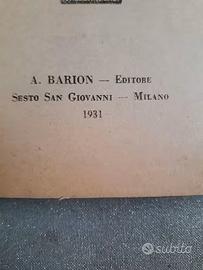 A. BARION — EDITORE
SESTO SAN GIOVANNI — MILANO
1931
subito